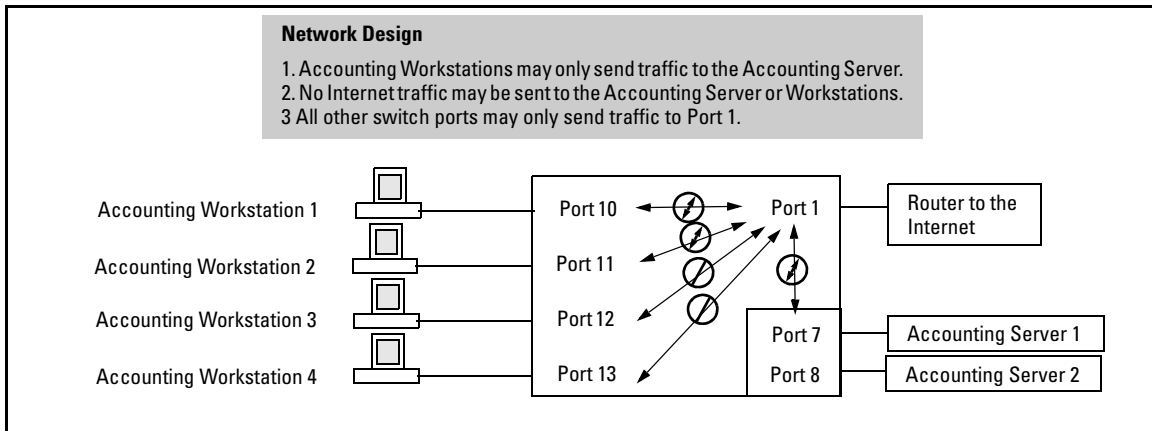 Network Design
1. Accounting Workstations may only send traffic to the Accounting Server.
2. No Internet traffic may be sent to the Accounting Server or Workstations.
3 All other switch ports may only send traffic to Port 1.
Accounting Workstation 1
Port 10
Port 1
Router to the
Internet
Accounting Workstation 2
Port 11
Accounting Workstation 3
Port 12
Port 7
Accounting Server 1
Accounting Workstation 4
Port 13
Port 8
Accounting Server 2